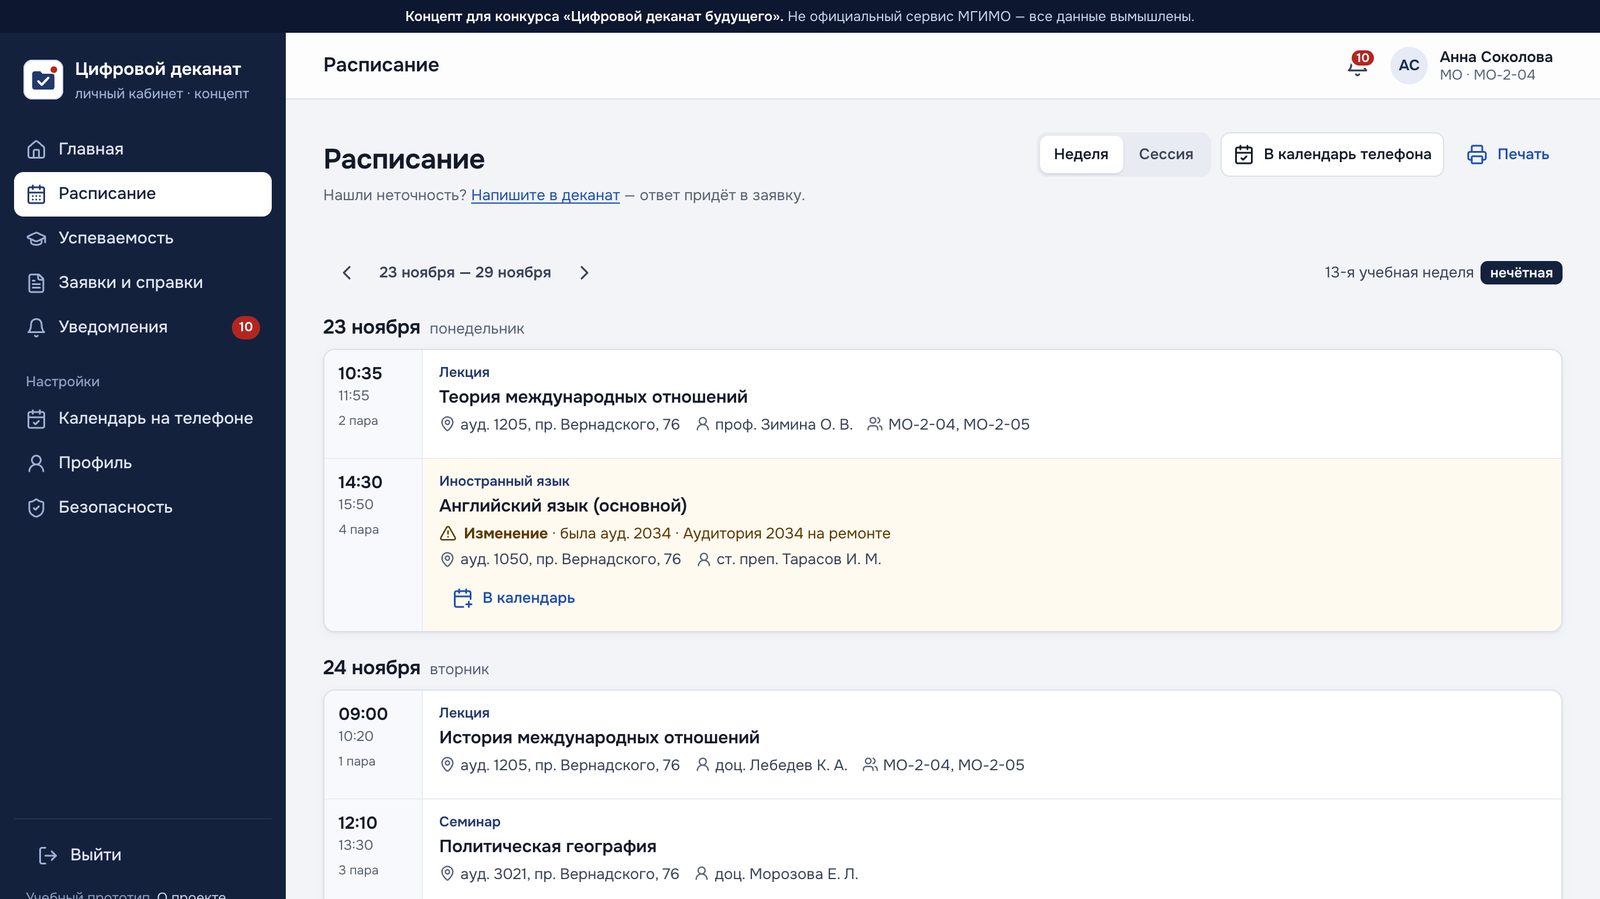 Концепт для конкурса «Цифровой деканат будущего». Не официальный сервис МГИМО — все данные вымышлены.
Цифровой деканат
личный кабинет · концепт
Главная
Расписание
Успеваемость
Заявки и справки
Уведомления 10
Настройки
Календарь на телефоне
Профиль
Безопасность
Выйти
Учебный прототип. О проекте
Расписание
10
АС
Анна Соколова
МО · МО-2-04
Расписание
Нашли неточность? Напишите в деканат — ответ придёт в заявку.
Неделя
Сессия
В календарь телефона
Печать
23 ноября — 29 ноября
13-я учебная неделя нечётная
23 ноября понедельник
10:35
11:55
2 пара
Лекция
Теория международных отношений
ауд. 1205, пр. Вернадского, 76 проф. Зимина О. В. МО-2-04, МО-2-05
14:30
15:50
4 пара
Иностранный язык
Английский язык (основной)
Изменение · была ауд. 2034 · Аудитория 2034 на ремонте
ауд. 1050, пр. Вернадского, 76 ст. преп. Тарасов И. М.
В календарь
24 ноября вторник
09:00
10:20
1 пара
Лекция
История международных отношений
ауд. 1205, пр. Вернадского, 76 доц. Лебедев К. А. МО-2-04, МО-2-05
12:10
13:30
3 пара
Семинар
Политическая география
ауд. 3021, пр. Вернадского, 76 доц. Морозова Е. Л.